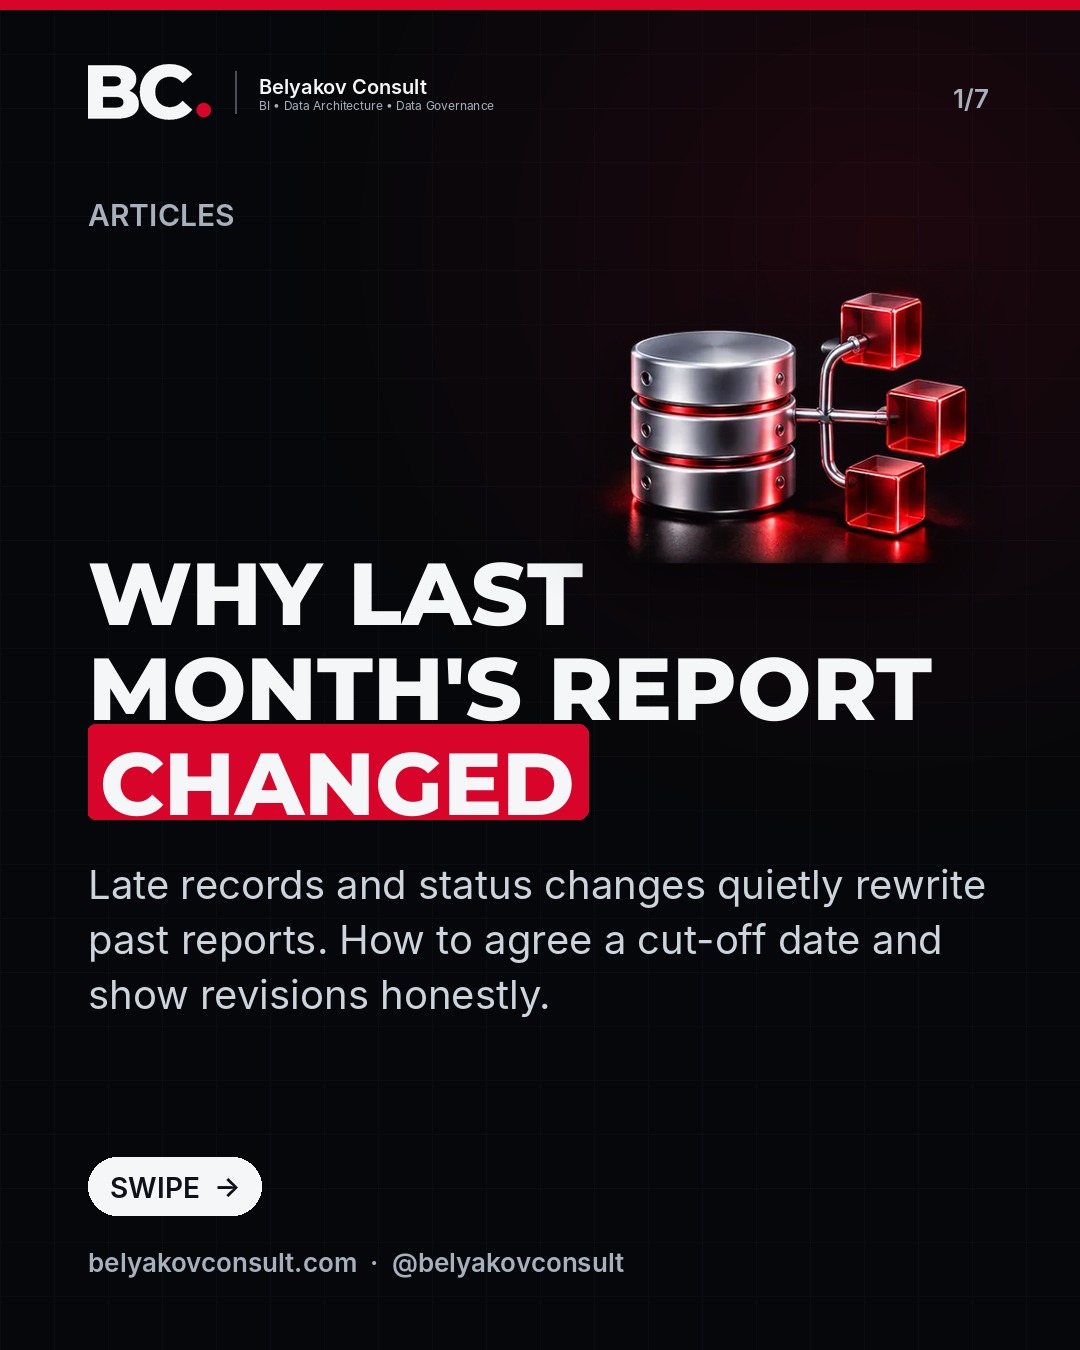 BC.
Belyakov Consult
BI • Data Architecture • Data Governance
1/7
ARTICLES
WHY LAST
MONTH'S REPORT
CHANGED
Late records and status changes quietly rewrite
past reports. How to agree a cut-off date and
show revisions honestly.
SWIPE →
belyakovconsult.com · @belyakovconsult